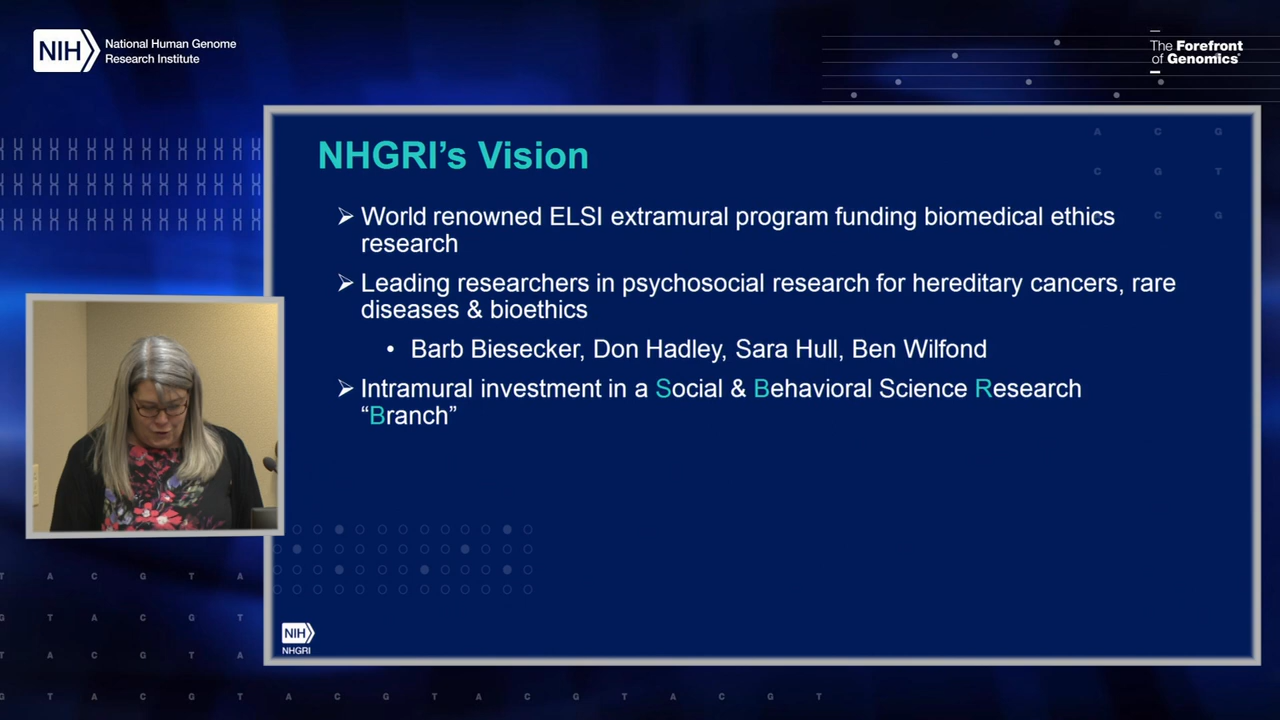 NIH National Human Genome
Research Institute
The Forefront
of Genomics®
NHGRI's Vision
A C G
C G T
C G
➢ World renowned ELSI extramural program funding biomedical ethics
research
➢ Leading researchers in psychosocial research for hereditary cancers, rare
diseases & bioethics
• Barb Biesecker, Don Hadley, Sara Hull, Ben Wilfond
➢ Intramural investment in a Social & Behavioral Science Research
“Branch”
T A C G T A
G T A C G T
T A C G T A
NIH
NHGRI
G T A C G T A C G T A C G T A C G T